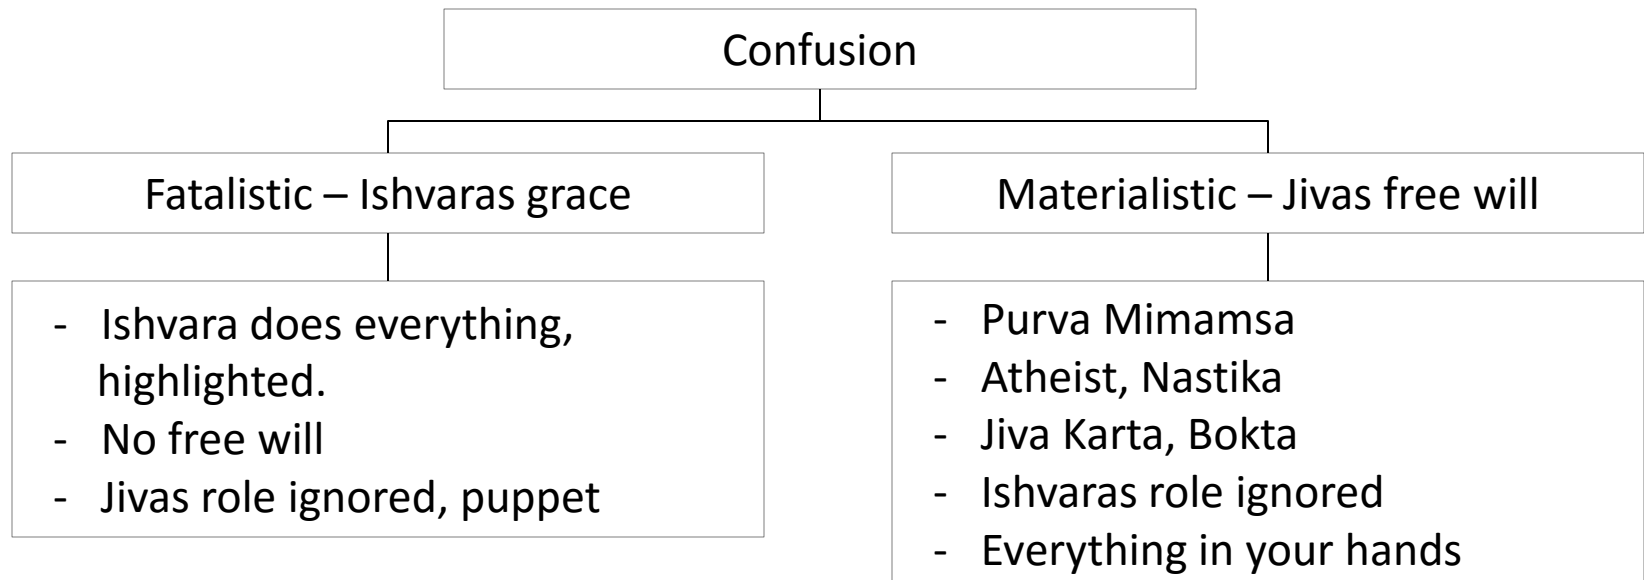 Confusion
Fatalistic – Ishvaras grace
Materialistic – Jivas free will
- Ishvara does everything,
highlighted.
- No free will
- Jivas role ignored, puppet
- Purva Mimamsa
- Atheist, Nastika
- Jiva Karta, Bokta
- Ishvaras role ignored
- Everything in your hands